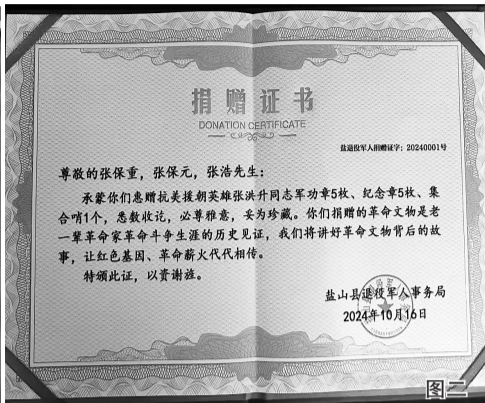 捐赠证书
DONATION CERTIFICATE
盐退役军人捐赠证字：20240001号
尊敬的张保重，张保元，张浩先生：
承蒙你们惠赠抗美援朝英雄张洪升同志军功章5枚、纪念章5枚、集
合哨1个，悉数收讫，必尊雅意，妥为珍藏。你们捐赠的革命文物是老
一辈革命家革命斗争生涯的历史见证，我们将讲好革命文物背后的故
事，让红色基因、革命薪火代代相传。
特颁此证，以资谢旌。
盐山县退役军人事务局
2024年10月16日
图二